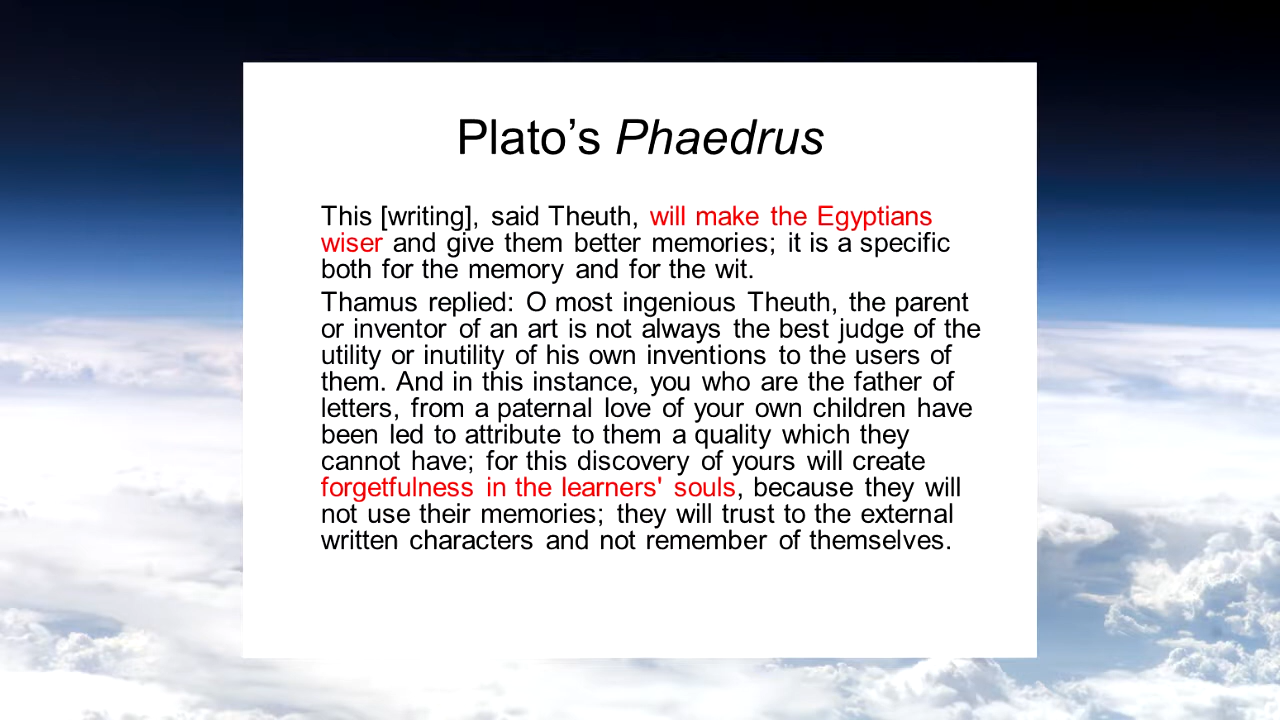 Plato’s Phaedrus
This [writing], said Theuth, will make the Egyptians
wiser and give them better memories; it is a specific
both for the memory and for the wit.
Thamus replied: O most ingenious Theuth, the parent
or inventor of an art is not always the best judge of the
utility or inutility of his own inventions to the users of
them. And in this instance, you who are the father of
letters, from a paternal love of your own children have
been led to attribute to them a quality which they
cannot have; for this discovery of yours will create
forgetfulness in the learners' souls, because they will
not use their memories; they will trust to the external
written characters and not remember of themselves.